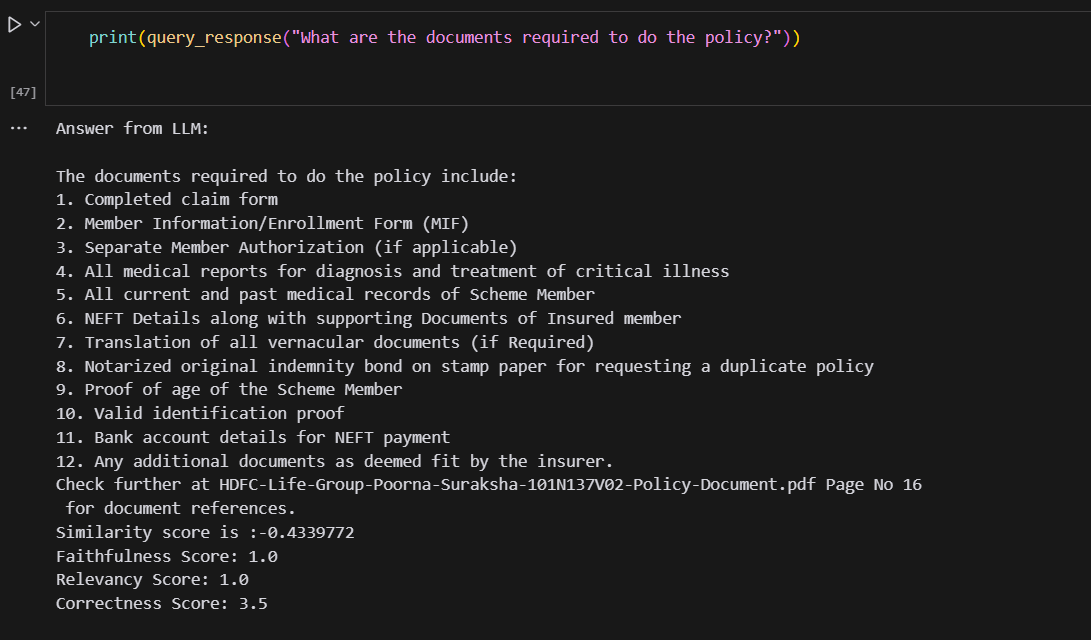 print(query_response("What are the documents required to do the policy?"))
[47]
... Answer from LLM:
The documents required to do the policy include:
1. Completed claim form
2. Member Information/Enrollment Form (MIF)
3. Separate Member Authorization (if applicable)
4. All medical reports for diagnosis and treatment of critical illness
5. All current and past medical records of Scheme Member
6. NEFT Details along with supporting Documents of Insured member
7. Translation of all vernacular documents (if Required)
8. Notarized original indemnity bond on stamp paper for requesting a duplicate policy
9. Proof of age of the Scheme Member
10. Valid identification proof
11. Bank account details for NEFT payment
12. Any additional documents as deemed fit by the insurer.
Check further at HDFC-Life-Group-Poorna-Suraksha-101N137V02-Policy-Document.pdf Page No 16
for document references.
Similarity score is :-0.4339772
Faithfulness Score: 1.0
Relevancy Score: 1.0
Correctness Score: 3.5